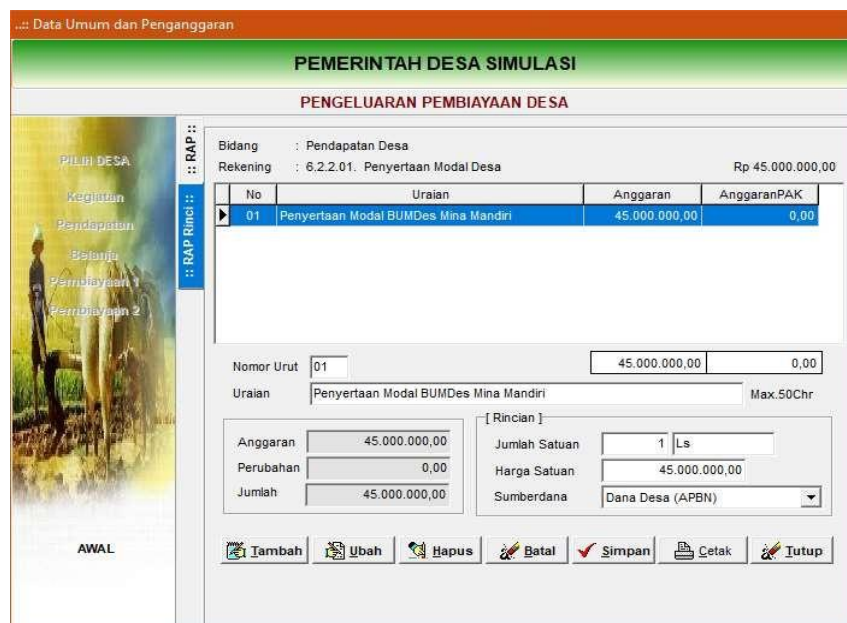 ..:: Data Umum dan Penganggaran
PEMERINTAH DESA SIMULASI
PENGELUARAN PEMBIAYAAN DESA
PILIH DESA
Kegiatan
Pendapatan
Belanja
Pembiayaan 1
Pembiayaan 2
AWAL
:: RAP ::
:: RAP Rinci ::
Bidang : Pendapatan Desa
Rekening : 6.2.2.01. Penyertaan Modal Desa Rp 45.000.000,00
No Uraian Anggaran AnggaranPAK
01 Penyertaan Modal BUMDes Mina Mandiri 45.000.000,00 0,00
Nomor Urut 01 45.000.000,00 0,00
Uraian Penyertaan Modal BUMDes Mina Mandiri Max.50Chr
Anggaran 45.000.000,00
Perubahan 0,00
Jumlah 45.000.000,00
[ Rincian ]
Jumlah Satuan 1 Ls
Harga Satuan 45.000.000,00
Sumberdana Dana Desa (APBN)
Tambah Ubah Hapus Batal Simpan Cetak Tutup